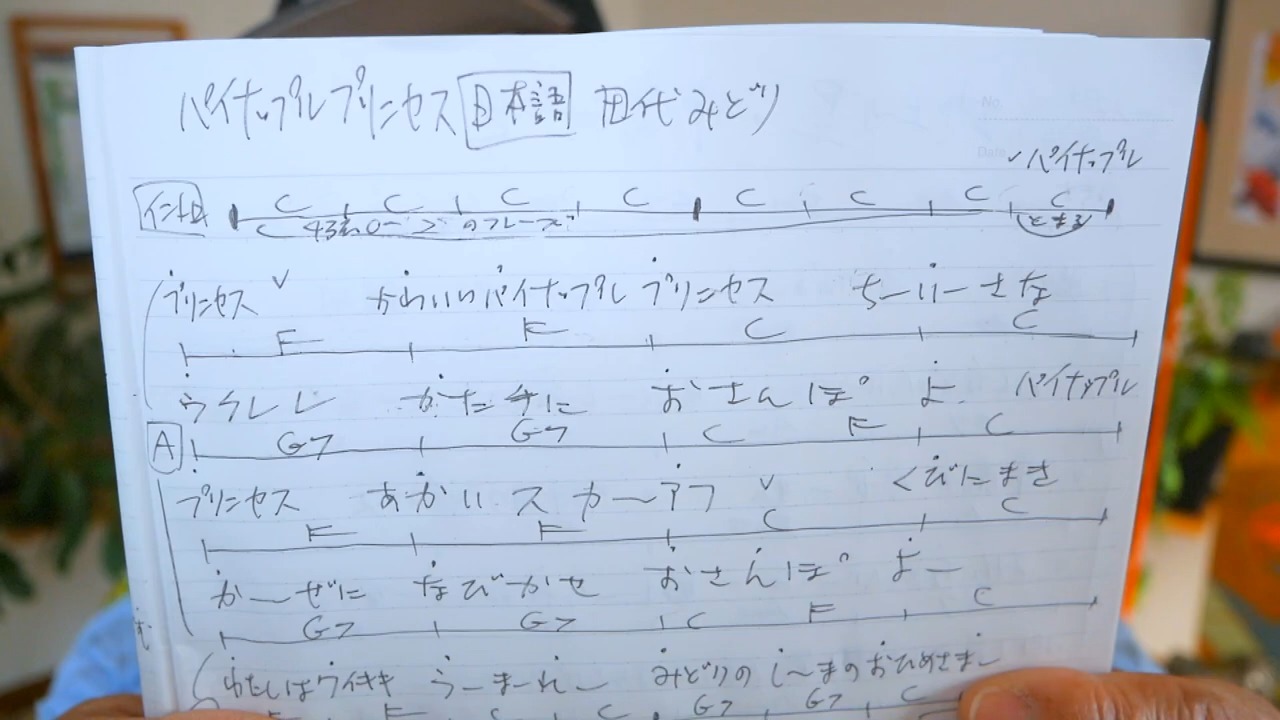 パイナップルプリンセス 日本語 田代みどり
No.
Date
✓パイナップル
イントロ C C C C C C C C
のフレーズ とまる
プリンセス ✓ かわいいパイナップル プリンセス ちーいーさな
F F C C
うクレレ かた手に おさんぽ よ パイナップル
A G7 G7 C F C
プリンセス あかい スカーフ ✓ くびにまき
F F C C
かーぜに なびかせ おさんぽ よー
G7 G7 C F C
わたしはワイキキ うーまーれー みどりの しーまのおひめさまー
F F C C G7 G7 C